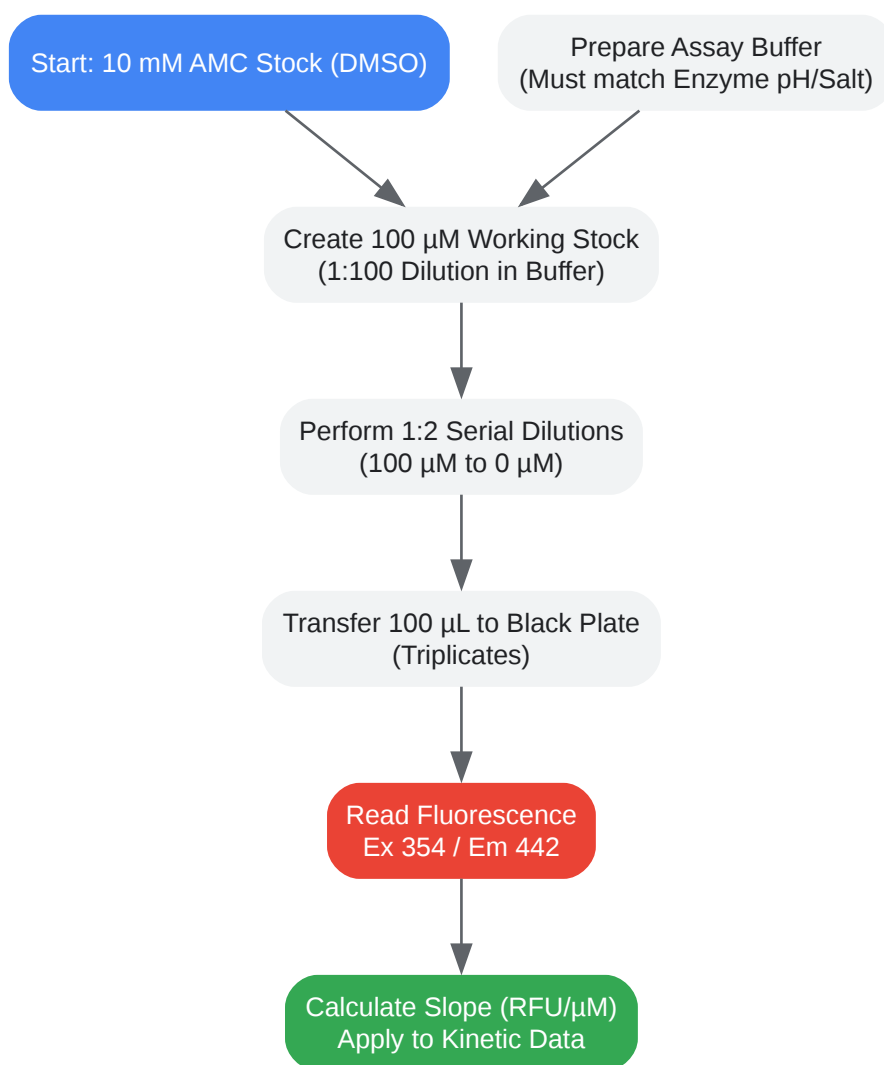 Start: 10 mM AMC Stock (DMSO)
Prepare Assay Buffer
(Must match Enzyme pH/Salt)
Create 100 µM Working Stock
(1:100 Dilution in Buffer)
Perform 1:2 Serial Dilutions
(100 µM to 0 µM)
Transfer 100 µL to Black Plate
(Triplicates)
Read Fluorescence
Ex 354 / Em 442
Calculate Slope (RFU/µM)
Apply to Kinetic Data